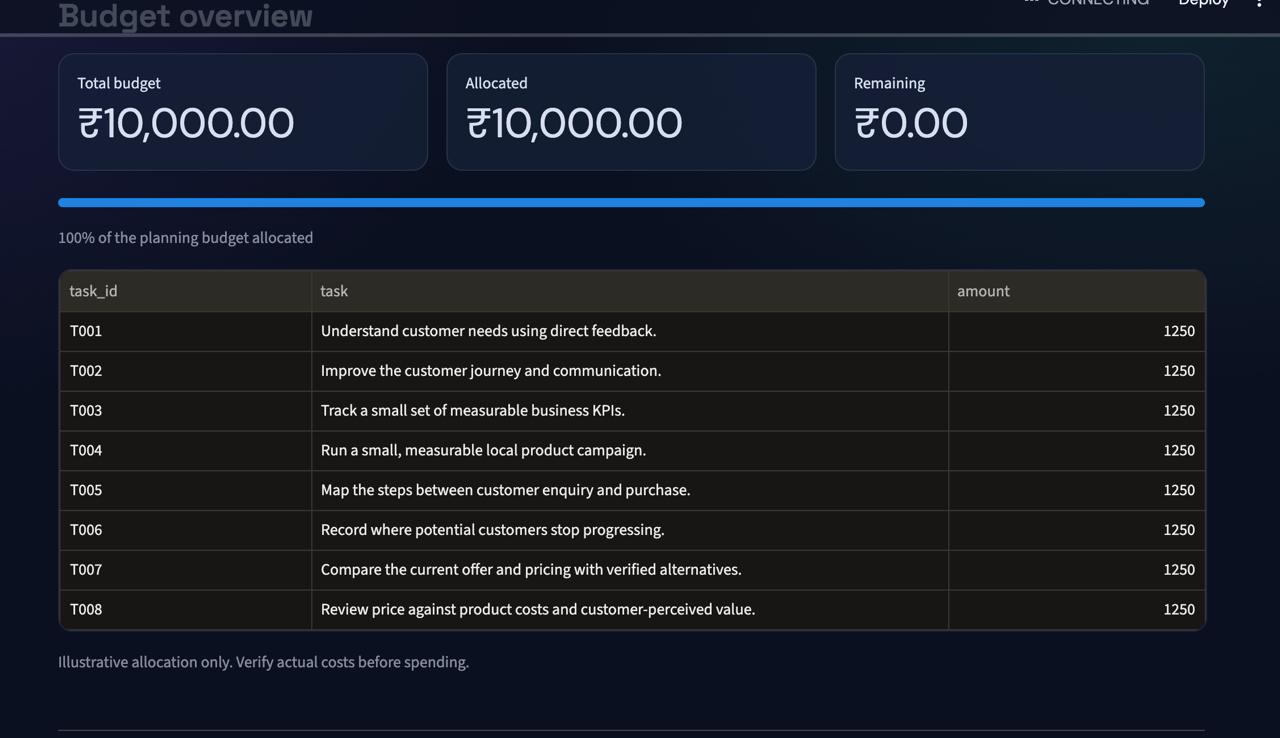 Budget overview
CONNECTING Deploy
Total budget
₹10,000.00
Allocated
₹10,000.00
Remaining
₹0.00
100% of the planning budget allocated
task_id task amount
T001 Understand customer needs using direct feedback. 1250
T002 Improve the customer journey and communication. 1250
T003 Track a small set of measurable business KPIs. 1250
T004 Run a small, measurable local product campaign. 1250
T005 Map the steps between customer enquiry and purchase. 1250
T006 Record where potential customers stop progressing. 1250
T007 Compare the current offer and pricing with verified alternatives. 1250
T008 Review price against product costs and customer-perceived value. 1250
Illustrative allocation only. Verify actual costs before spending.